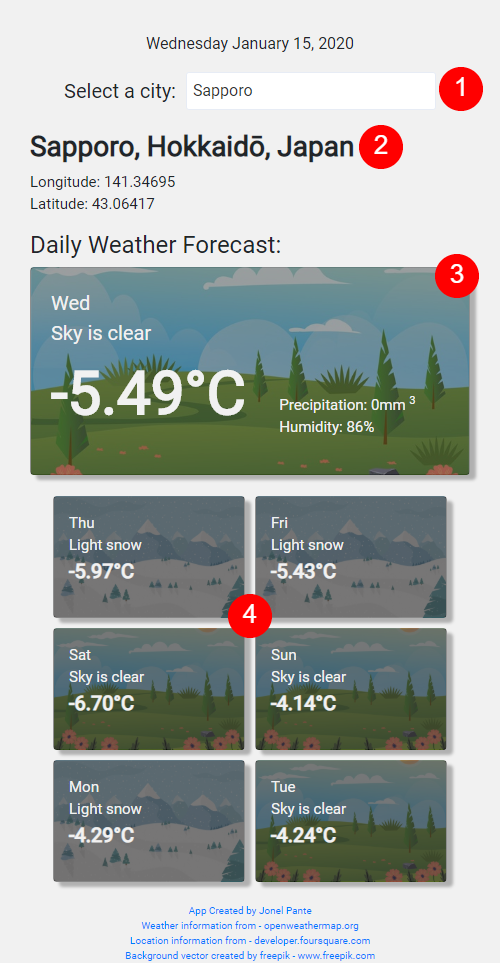 Wednesday January 15, 2020
Select a city: Sapporo 1
Sapporo, Hokkaidō, Japan 2
Longitude: 141.34695
Latitude: 43.06417
Daily Weather Forecast:
3
Wed
Sky is clear
-5.49°C
Precipitation: 0mm 3
Humidity: 86%
Thu
Light snow
-5.97°C
Fri
Light snow
-5.43°C
4
Sat
Sky is clear
-6.70°C
Sun
Sky is clear
-4.14°C
Mon
Light snow
-4.29°C
Tue
Sky is clear
-4.24°C
App Created by Jonel Pante
Weather information from - openweathermap.org
Location information from - developer.foursquare.com
Background vector created by freepik - www.freepik.com